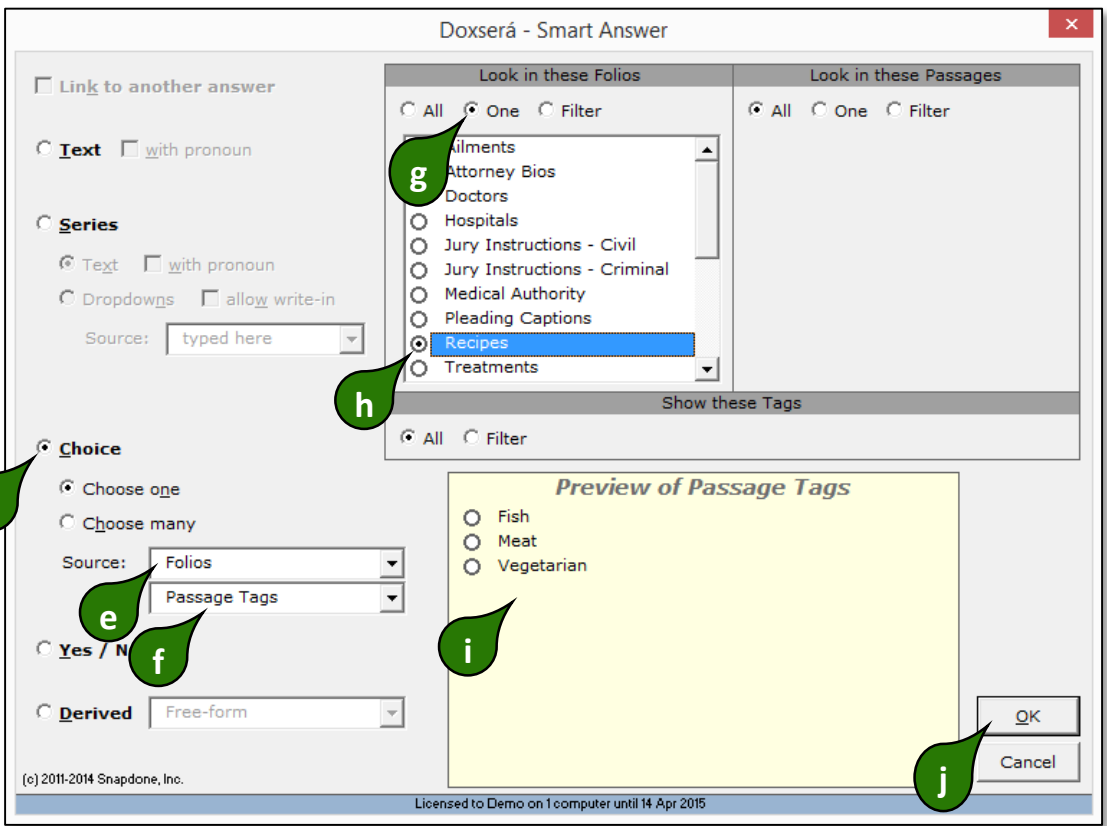 Doxserá - Smart Answer
Link to another answer
Text with pronoun
Series
Text with pronoun
Dropdowns allow write-in
Source: typed here
Choice
Choose one
Choose many
Source: Folios
Passage Tags
e
f
Yes / N
Derived Free-form
(c) 2011-2014 Snapdone, Inc.
Look in these Folios
All One Filter
g
Ailments
Attorney Bios
Doctors
Hospitals
Jury Instructions - Civil
Jury Instructions - Criminal
Medical Authority
Pleading Captions
Recipes
Treatments
h
Look in these Passages
All One Filter
Show these Tags
All Filter
Preview of Passage Tags
Fish
Meat
Vegetarian
i
OK
Cancel
j
Licensed to Demo on 1 computer until 14 Apr 2015